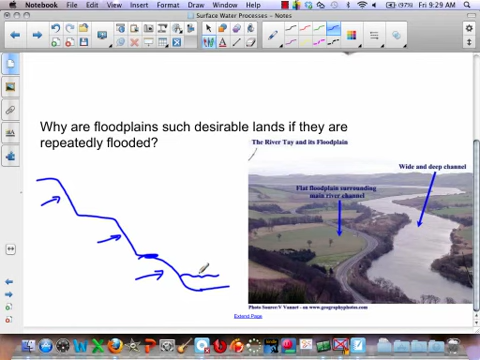 Notebook File Edit View Insert Format Tools Window Help
(97%) Fri 9:29 AM
Surface Water Processes – Notes
Why are floodplains such desirable lands if they are
repeatedly flooded?
The River Tay and its Floodplain
Wide and deep channel
Flat floodplain surrounding
main river channel
Photo Source:V Vannet - on www.geographyphotos.com
Extend Page